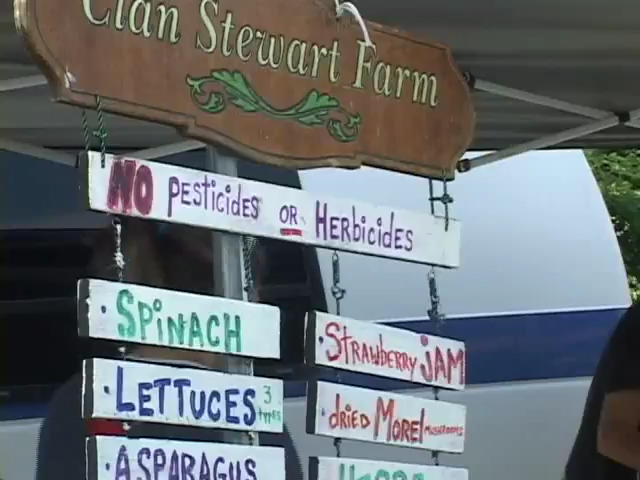 Clan Stewart Farm
NO Pesticides OR Herbicides
· SPiNACH
· LETTUCES 3 types
· ASPARAGUS
· Strawberry JAM
· dRiED MoREl MUSHROOMS